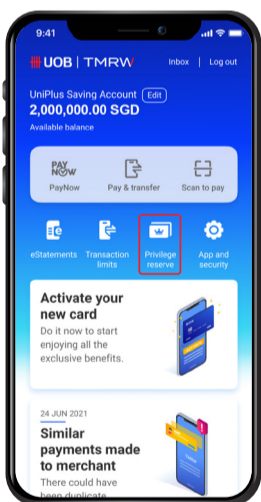 9:41
UOB | TMRW
Inbox | Log out
UniPlus Saving Account Edit
2,000,000.00 SGD
Available balance
PAY
NOW
PayNow
Pay & transfer
Scan to pay
eStatements
Transaction
limits
Privilege
reserve
App and
security
Activate your
new card
Do it now to start
enjoying all the
exclusive benefits.
24 JUN 2021
Similar
payments made
to merchant
There could have
been duplicate